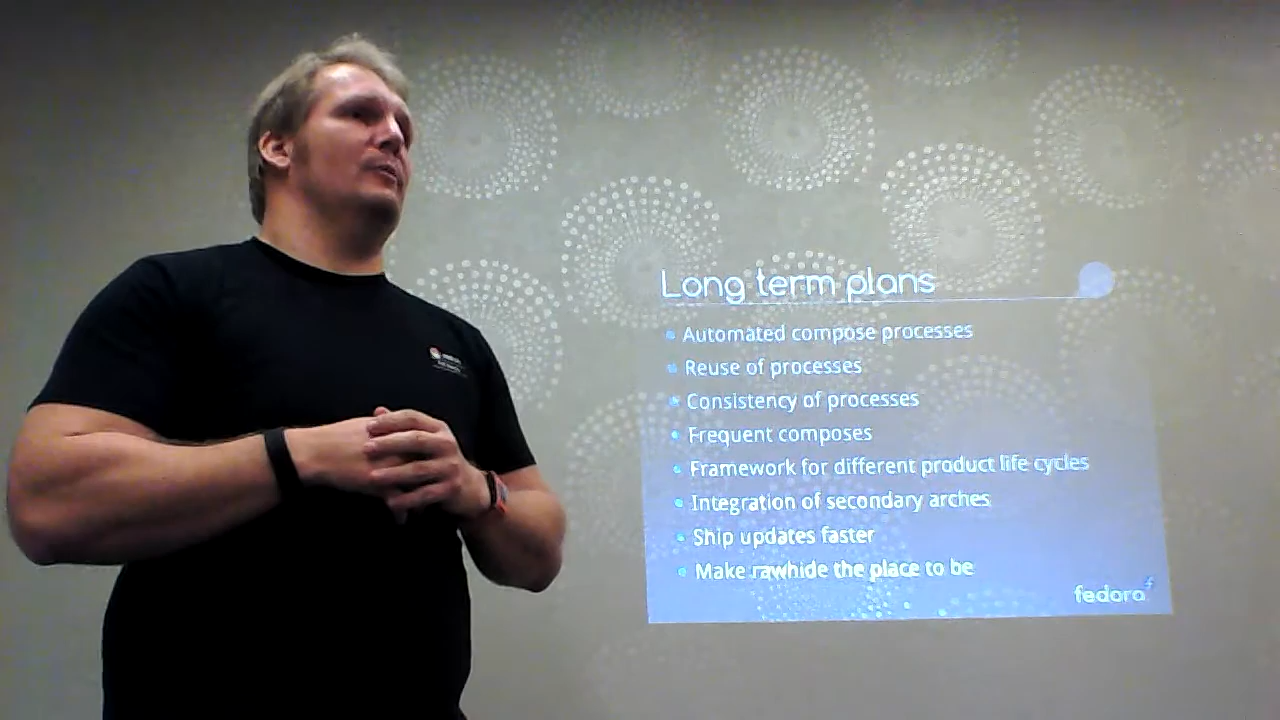 Long term plans
Automated compose processes
Reuse of processes
Consistency of processes
Frequent composes
Framework for different product life cycles
Integration of secondary arches
Ship updates faster
Make rawhide the place to be
fedora